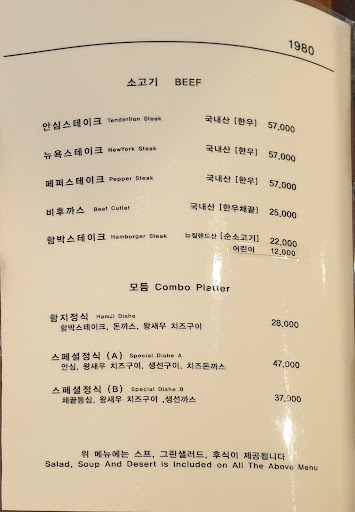 1980
소고기 BEEF
안심스테이크 Tenderlion Steak 국내산 [한우] 57,000
뉴욕스테이크 NewYork Steak 국내산 [한우] 57,000
페퍼스테이크 Pepper Steak 국내산 [한우] 57,000
비후까스 Beef Cutlet 국내산 [한우채끝] 25,000
함박스테이크 Hamburger Steak 뉴질랜드산 [순소고기] 22,000
어린이 12,000
모듬 Combo Platter
함지정식 Hamji Dishe
함박스테이크, 돈까스, 왕새우 치즈구이 28,000
스페셜정식 (A) Special Dishe A
안심, 왕새우 치즈구이, 생선구이, 치즈돈까스 47,000
스페셜정식 (B) Special Dishe B
채끝등심, 왕새우 치즈구이 ,생선까스 37,900
위 메뉴에는 스프, 그린샐러드, 후식이 제공됩니다
Salad, Soup And Desert is Included on All The Above Menu